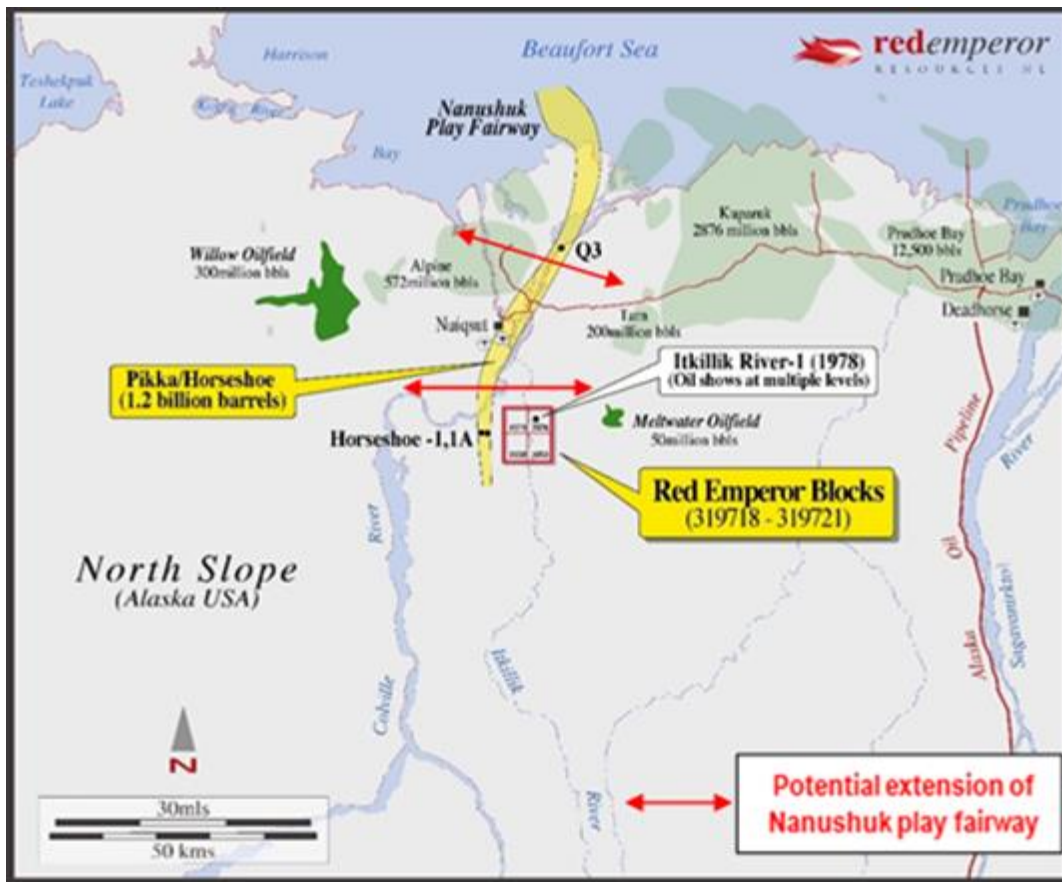 Beaufort Sea
redemperor
RESOURCES NL
Harrison
Bay
Teshekpuk
Lake
River
Nanushuk
Play Fairway
Q3
Kuparuk
2876 million bbls
Prudhoe
Bay
Prudhoe Bay
12,500 bbls
Prudhoe Bay
Deadhorse
Willow Oilfield
300million bbls
Alpine
572million bbls
Naiqsut
Tarn
200million bbls
Pikka/Horseshoe
(1.2 billion barrels)
Itkillik River-1 (1978)
(Oil shows at multiple levels)
Horseshoe -1,1A
Meltwater Oilfield
50million bbls
Red Emperor Blocks
(319718 - 319721)
North Slope
(Alaska USA)
Colville
River
Itkillik
River
Alaska
Oil
Pipeline
Sagavanirktok
River
N
30mls
50 kms
Potential extension of
Nanushuk play fairway